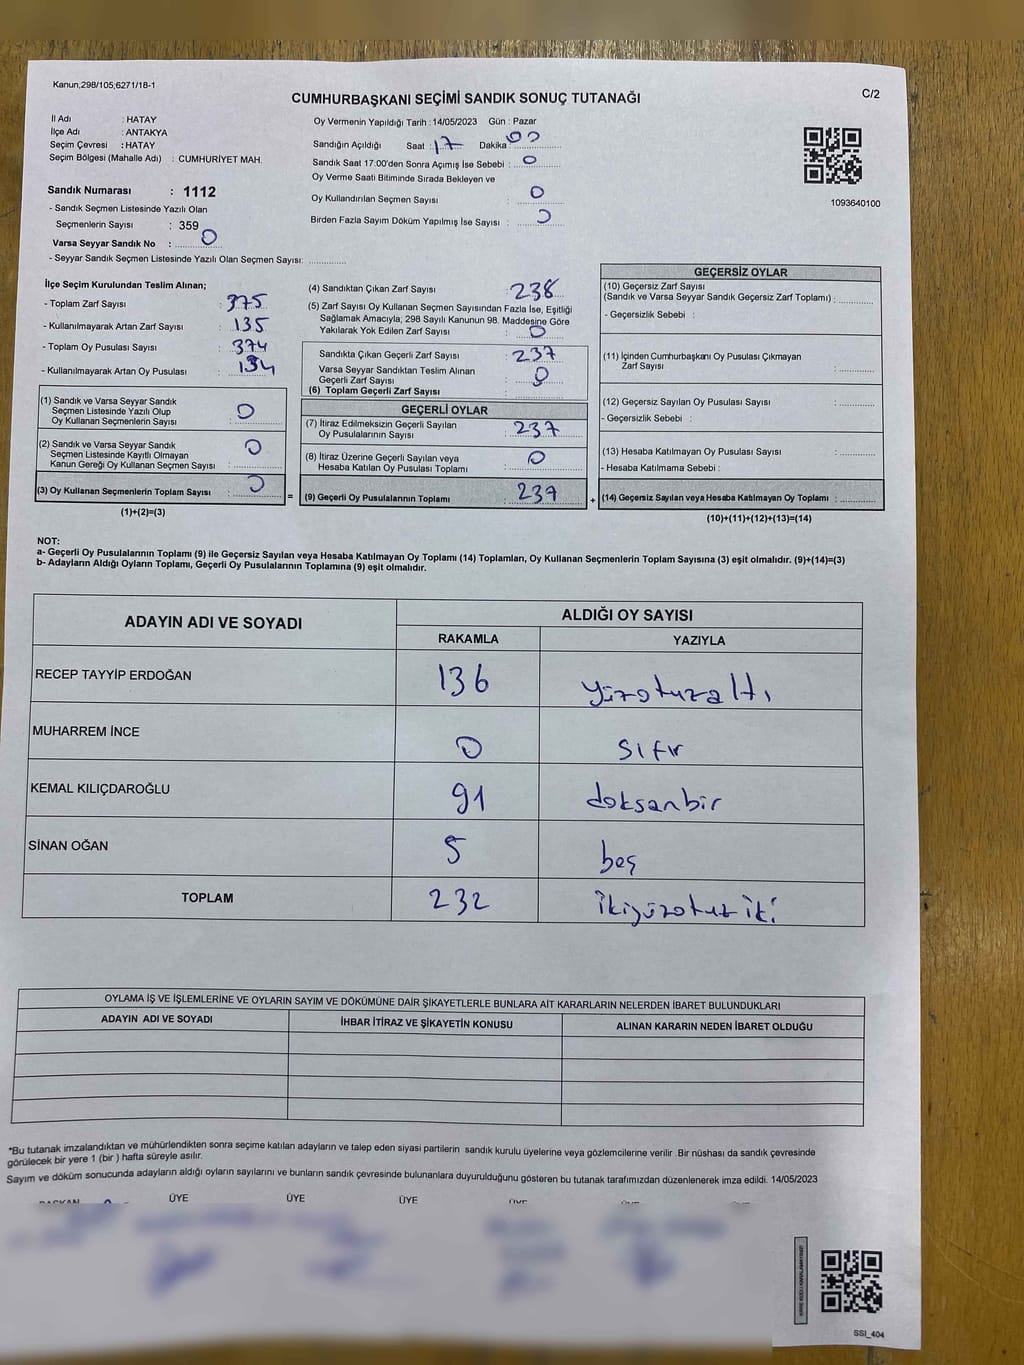 Kanun,298/105;6271/18-1
C/2
CUMHURBAŞKANI SEÇİMİ SANDIK SONUÇ TUTANAĞI
İl Adı : HATAY
İlçe Adı : ANTAKYA
Seçim Çevresi : HATAY
Seçim Bölgesi (Mahalle Adı) : CUMHURİYET MAH.
Sandık Numarası : 1112
- Sandık Seçmen Listesinde Yazılı Olan
Seçmenlerin Sayısı : 359
Varsa Seyyar Sandık No : 0
- Seyyar Sandık Seçmen Listesinde Yazılı Olan Seçmen Sayısı:
Oy Vermenin Yapıldığı Tarih : 14/05/2023 Gün : Pazar
Sandığın Açıldığı Saat : 17 Dakika 00
Sandık Saat 17:00'den Sonra Açımış İse Sebebi : 0
Oy Verme Saati Bitiminde Sırada Bekleyen ve
Oy Kullandırılan Seçmen Sayısı : 0
Birden Fazla Sayım Döküm Yapılmış İse Sayısı : 0
1093640100
İlçe Seçim Kurulundan Teslim Alınan;
- Toplam Zarf Sayısı : 375
- Kullanılmayarak Artan Zarf Sayısı : 135
- Toplam Oy Pusulası Sayısı : 374
- Kullanılmayarak Artan Oy Pusulası : 134
(1) Sandık ve Varsa Seyyar Sandık
Seçmen Listesinde Yazılı Olup
Oy Kullanan Seçmenlerin Sayısı : 0
(2) Sandık ve Varsa Seyyar Sandık
Seçmen Listesinde Kayıtlı Olmayan
Kanun Gereği Oy Kullanan Seçmen Sayısı : 0
(3) Oy Kullanan Seçmenlerin Toplam Sayısı : 0
(1)+(2)=(3)
=
(4) Sandıktan Çıkan Zarf Sayısı : 238
(5) Zarf Sayısı Oy Kullanan Seçmen Sayısından Fazla İse, Eşitliği
Sağlamak Amacıyla; 298 Sayılı Kanunun 98. Maddesine Göre
Yakılarak Yok Edilen Zarf Sayısı : 0
Sandıkta Çıkan Geçerli Zarf Sayısı : 237
Varsa Seyyar Sandıktan Teslim Alınan
Geçerli Zarf Sayısı : 0
(6) Toplam Geçerli Zarf Sayısı :
GEÇERLİ OYLAR
(7) İtiraz Edilmeksizin Geçerli Sayılan
Oy Pusulalarının Sayısı : 237
(8) İtiraz Üzerine Geçerli Sayılan veya
Hesaba Katılan Oy Pusulası Toplamı : 0
(9) Geçerli Oy Pusulalarının Toplamı : 237
+
GEÇERSİZ OYLAR
(10) Geçersiz Zarf Sayısı
(Sandık ve Varsa Seyyar Sandık Geçersiz Zarf Toplamı) :
- Geçersizlik Sebebi :
(11) İçinden Cumhurbaşkanı Oy Pusulası Çıkmayan
Zarf Sayısı :
(12) Geçersiz Sayılan Oy Pusulası Sayısı :
- Geçersizlik Sebebi :
(13) Hesaba Katılmayan Oy Pusulası Sayısı :
- Hesaba Katılmama Sebebi :
(14) Geçersiz Sayılan veya Hesaba Katılmayan Oy Toplamı :
(10)+(11)+(12)+(13)=(14)
NOT:
a- Geçerli Oy Pusulalarının Toplamı (9) ile Geçersiz Sayılan veya Hesaba Katılmayan Oy Toplamı (14) Toplamları, Oy Kullanan Seçmenlerin Toplam Sayısına (3) eşit olmalıdır. (9)+(14)=(3)
b- Adayların Aldığı Oyların Toplamı, Geçerli Oy Pusulalarının Toplamına (9) eşit olmalıdır.
ADAYIN ADI VE SOYADI
ALDIĞI OY SAYISI
RAKAMLA YAZIYLA
RECEP TAYYİP ERDOĞAN 136 yüzotuzaltı
MUHARREM İNCE 0 sıfır
KEMAL KILIÇDAROĞLU 91 doksanbir
SİNAN OĞAN 5 beş
TOPLAM 232 ikiyüzotuziki
OYLAMA İŞ VE İŞLEMLERİNE VE OYLARIN SAYIM VE DÖKÜMÜNE DAİR ŞİKAYETLERLE BUNLARA AİT KARARLARIN NELERDEN İBARET BULUNDUKLARI
ADAYIN ADI VE SOYADI İHBAR İTİRAZ VE ŞİKAYETİN KONUSU ALINAN KARARIN NEDEN İBARET OLDUĞU
*Bu tutanak imzalandıktan ve mühürlendikten sonra seçime katılan adayların ve talep eden siyasi partilerin sandık kurulu üyelerine veya gözlemcilerine verilir .Bir nüshası da sandık çevresinde
görülecek bir yere 1 (bir ) hafta süreyle asılır.
Sayım ve döküm sonucunda adayların aldığı oyların sayılarını ve bunların sandık çevresinde bulunanlara duyurulduğunu gösteren bu tutanak tarafımızdan düzenlenerek imza edildi. 14/05/2023
BAŞKAN ÜYE ÜYE ÜYE ÜYE ÜYE ÜYE
SSI_404